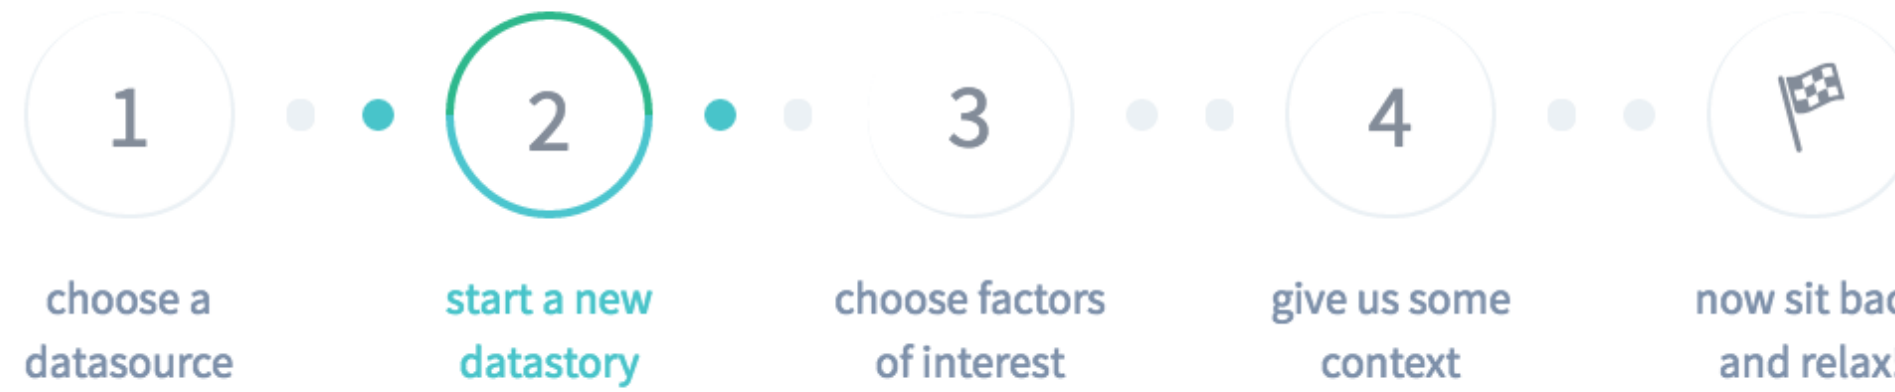 1 2 3 4
choose a start a new choose factors give us some now sit
datasource datastory of interest context and relax